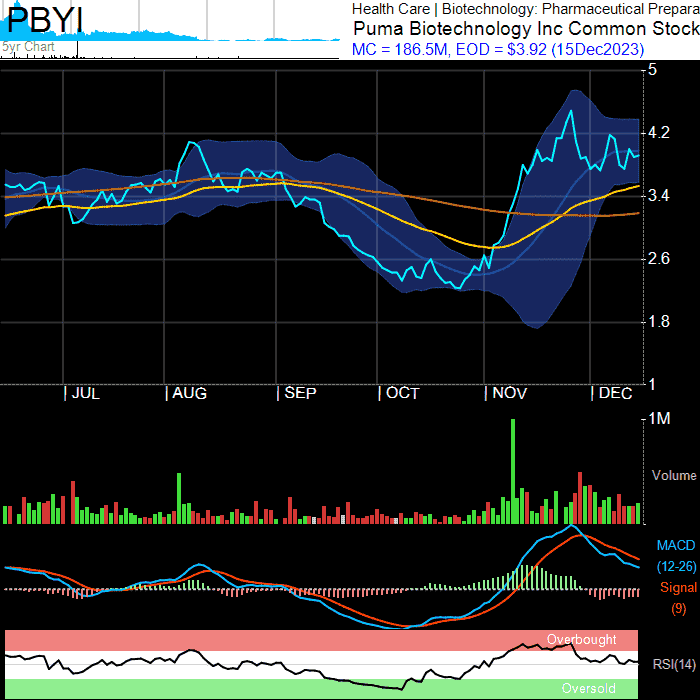 PBYI
5yr Chart
Health Care | Biotechnology: Pharmaceutical Prepara
Puma Biotechnology Inc Common Stock
MC = 186.5M, EOD = $3.92 (15Dec2023)
5
4.2
3.4
2.6
1.8
1
| JUL | AUG | SEP | OCT | NOV | DEC
1M
Volume
MACD
(12-26)
Signal
(9)
Overbought
RSI(14)
Oversold